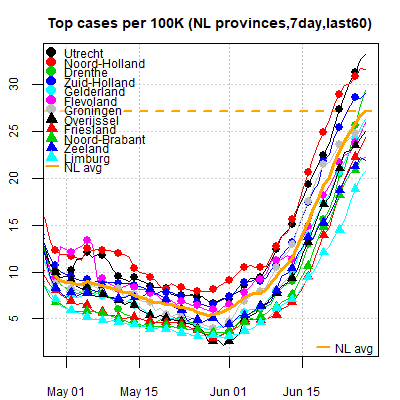 Top cases per 100K (NL provinces,7day,last60)
Utrecht
Noord-Holland
Drenthe
Zuid-Holland
Gelderland
Flevoland
Groningen
Overijssel
Friesland
Noord-Brabant
Zeeland
Limburg
NL avg
30
25
20
15
10
5
NL avg
May 01 May 15 Jun 01 Jun 15